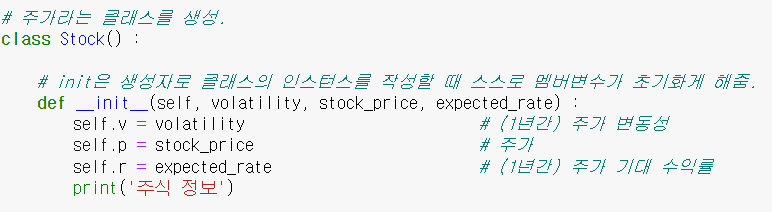 # 주가라는 클래스를 생성.
class Stock() :
# init은 생성자로 클래스의 인스턴스를 작성할 때 스스로 멤버변수가 초기화게 해줌.
def __init__(self, volatility, stock_price, expected_rate) :
self.v = volatility # (1년간) 주가 변동성
self.p = stock_price # 주가
self.r = expected_rate # (1년간) 주가 기대 수익률
print('주식 정보')